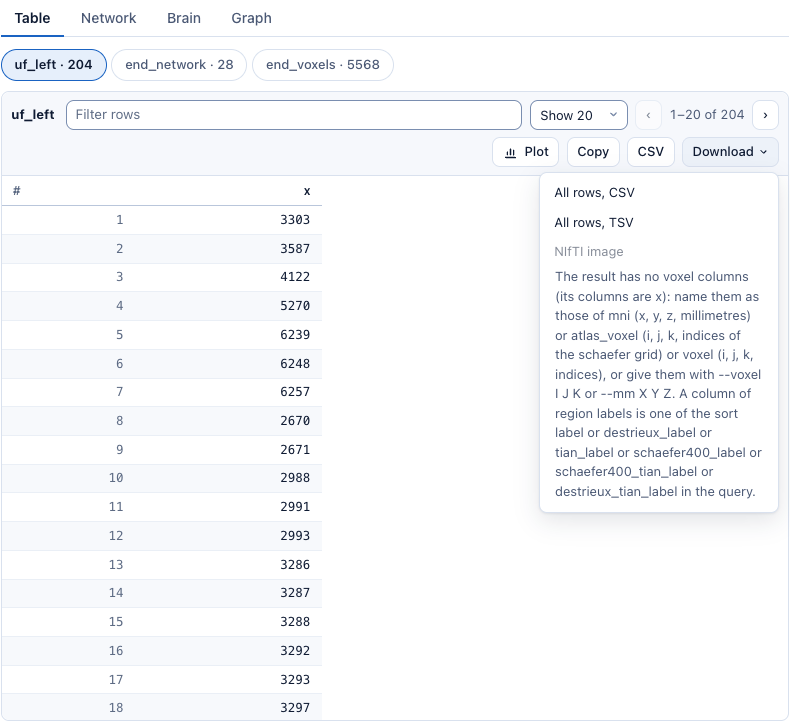 Table Network Brain Graph
uf_left · 204 end_network · 28 end_voxels · 5568
uf_left Filter rows Show 20 ‹ 1–20 of 204 ›
Plot Copy CSV Download
# x
1 3303
2 3587
3 4122
4 5270
5 6239
6 6248
7 6257
8 2670
9 2671
10 2988
11 2991
12 2993
13 3286
14 3287
15 3288
16 3292
17 3293
18 3297
All rows, CSV
All rows, TSV
NIfTI image
The result has no voxel columns
(its columns are x): name them as
those of mni (x, y, z, millimetres)
or atlas_voxel (i, j, k, indices of
the schaefer grid) or voxel (i, j, k,
indices), or give them with --voxel
I J K or --mm X Y Z. A column of
region labels is one of the sort
label or destrieux_label or
tian_label or schaefer400_label or
schaefer400_tian_label or
destrieux_tian_label in the query.